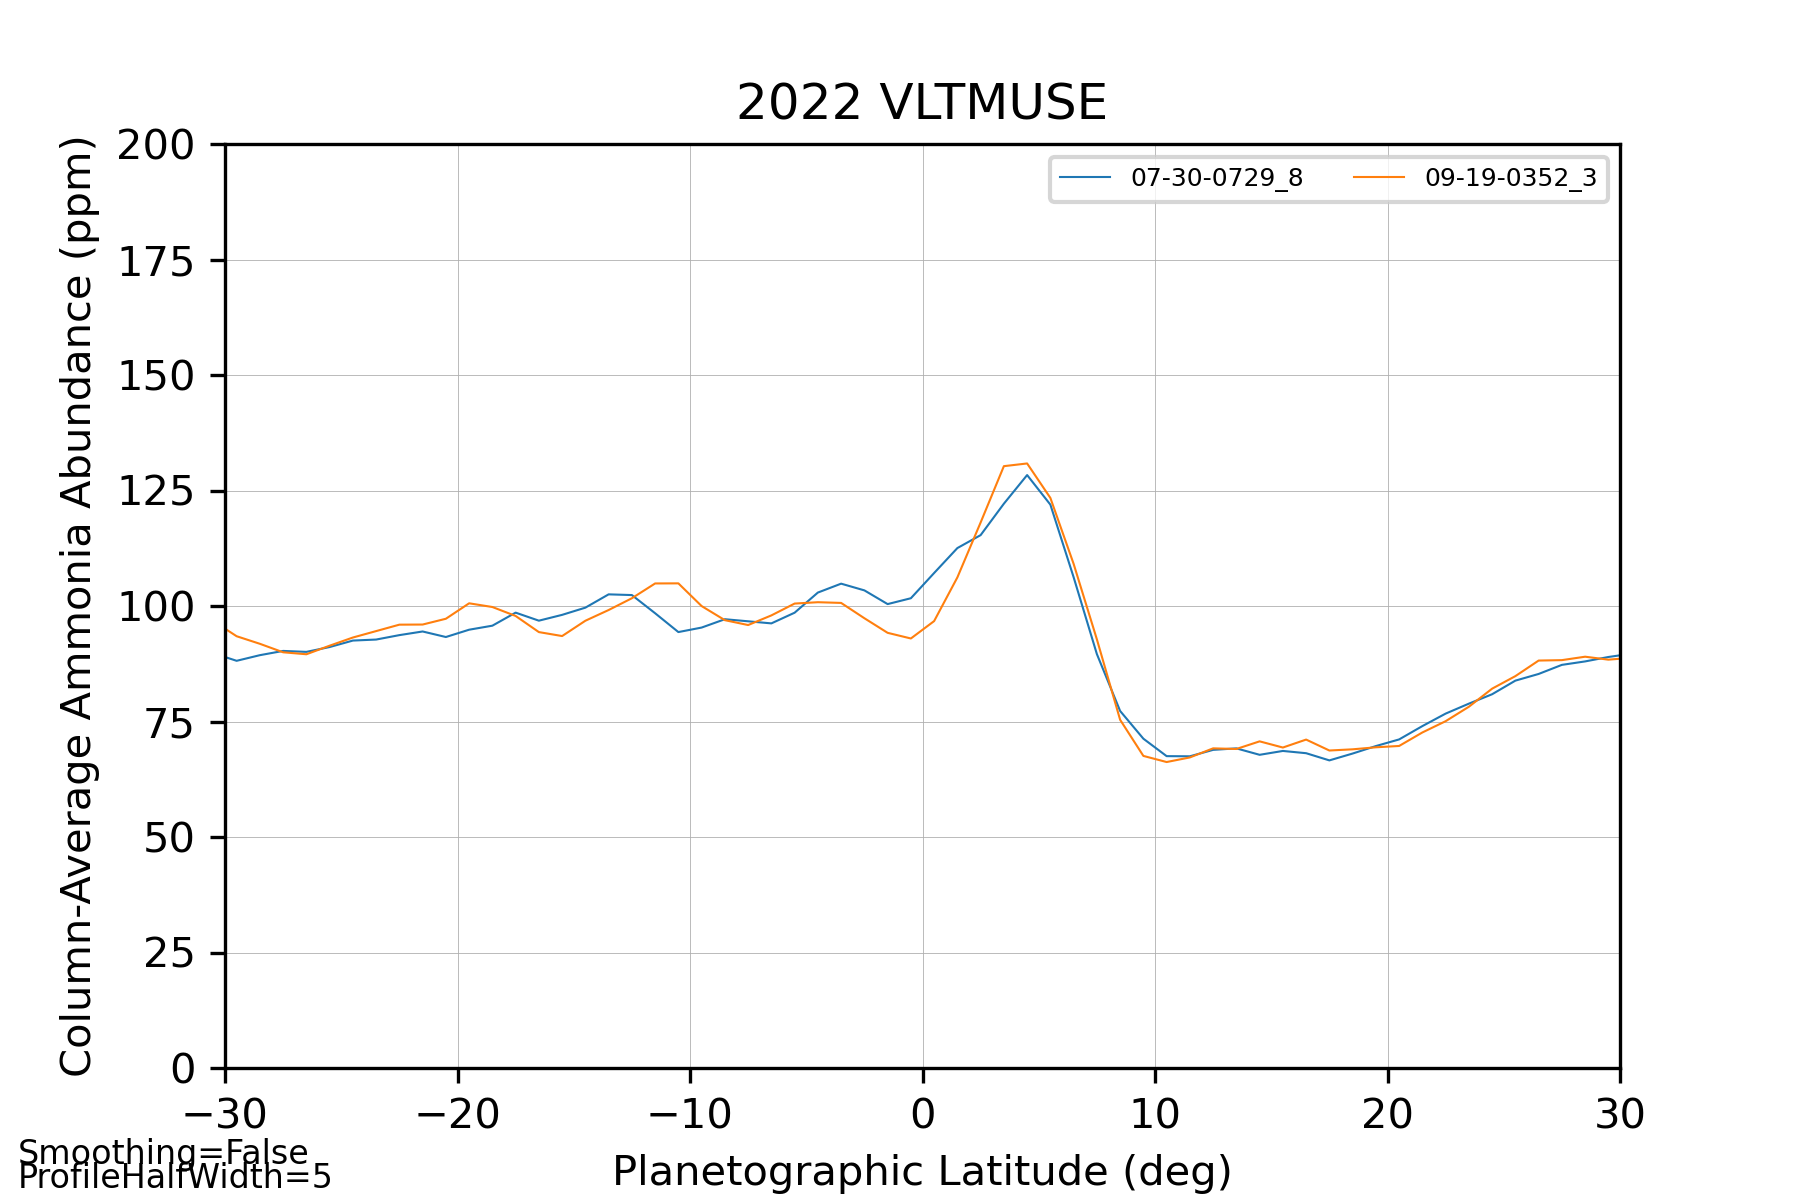 2022 VLTMUSE
07-30-0729_8 09-19-0352_3
Column-Average Ammonia Abundance (ppm)
200
175
150
125
100
75
50
25
0
−30 −20 −10 0 10 20 30
Planetographic Latitude (deg)
Smoothing=False
ProfileHalfWidth=5